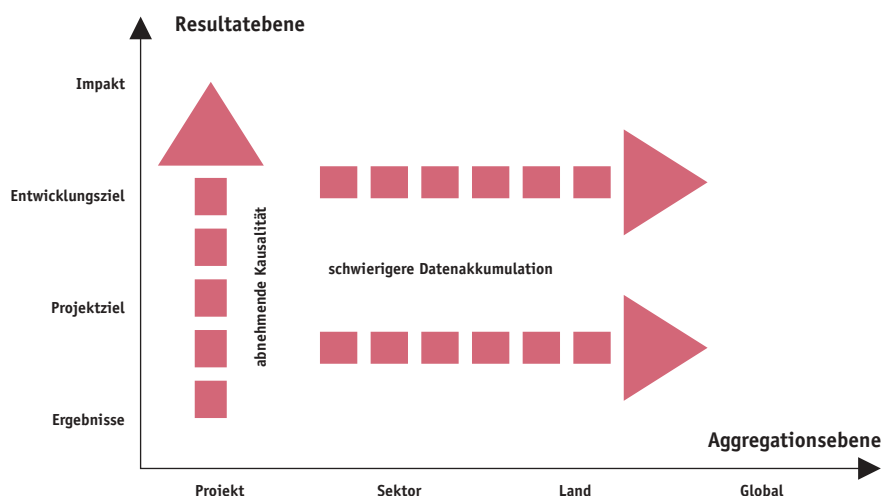 Resultatebene
Impakt
Entwicklungsziel
abnehmende Kausalität
schwierigere Datenakkumulation
Projektziel
Ergebnisse
Aggregationsebene
Projekt
Sektor
Land
Global